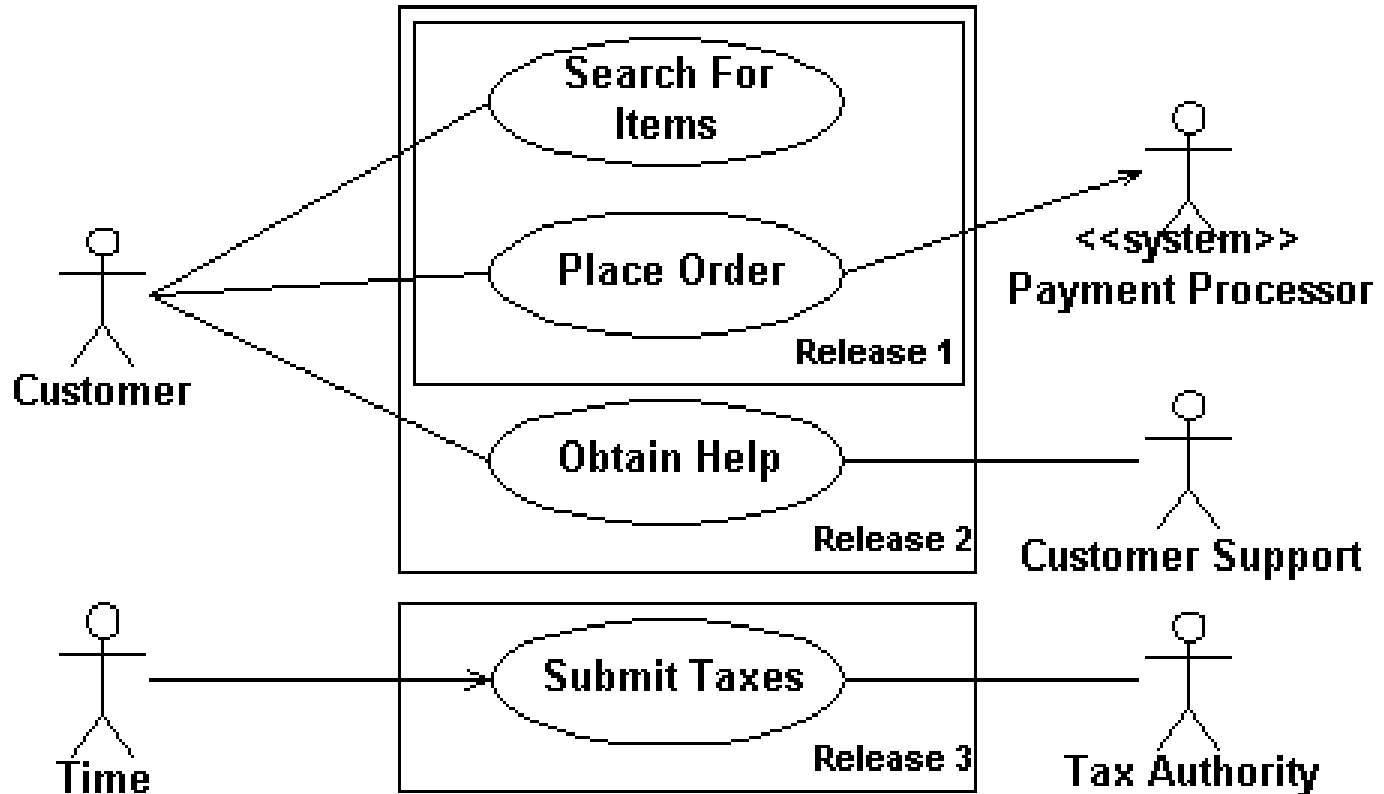 Search For
Items
<<system>>
Payment Processor
Place Order
Release 1
Customer
Obtain Help
Release 2
Customer Support
Submit Taxes
Release 3
Time
Tax Authority